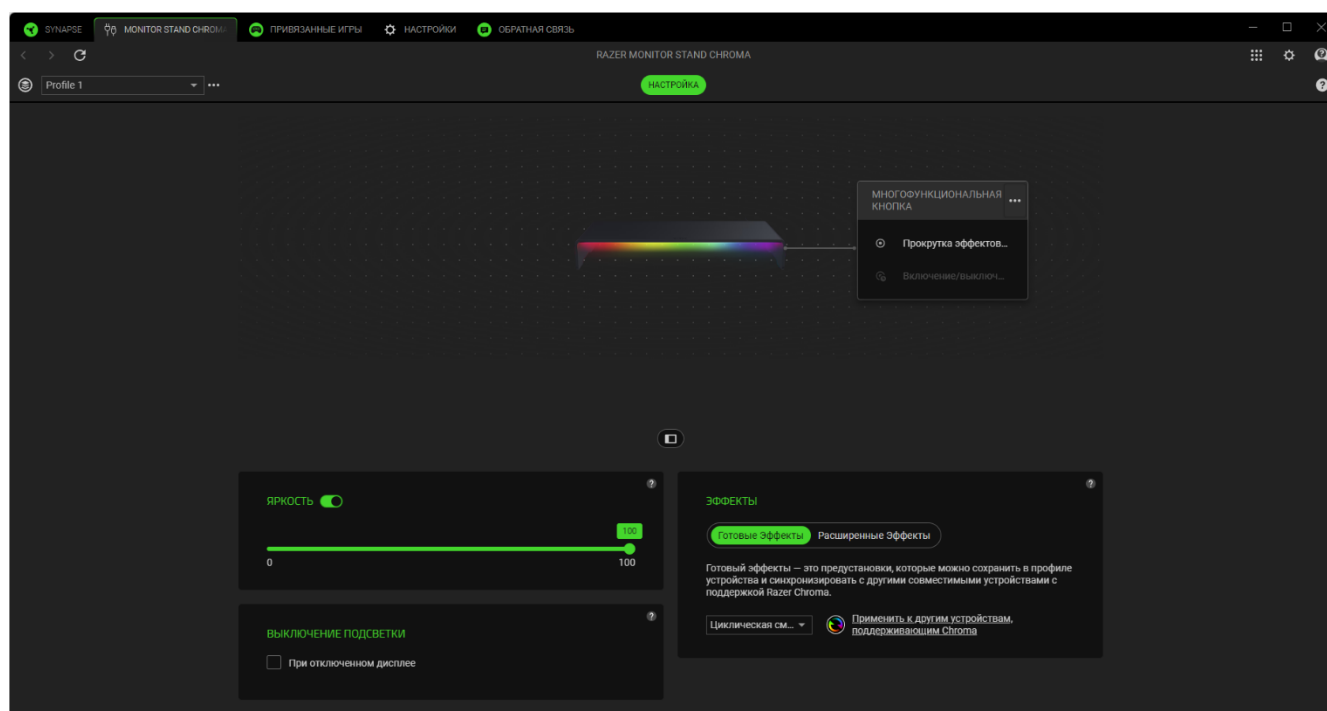 SYNAPSE
MONITOR STAND CHROMA
ПРИВЯЗАННЫЕ ИГРЫ
НАСТРОЙКИ
ОБРАТНАЯ СВЯЗЬ
RAZER MONITOR STAND CHROMA
Profile 1
НАСТРОЙКА
МНОГОФУНКЦИОНАЛЬНАЯ
КНОПКА
Прокрутка эффектов...
Включение/выключ...
ЯРКОСТЬ
100
0
100
ВЫКЛЮЧЕНИЕ ПОДСВЕТКИ
При отключенном дисплее
ЭФФЕКТЫ
Готовые Эффекты
Расширенные Эффекты
Готовый эффекты — это предустановки, которые можно сохранить в профиле
устройства и синхронизировать с другими совместимыми устройствами с
поддержкой Razer Chroma.
Циклическая см...
Применить к другим устройствам,
поддерживающим Chroma